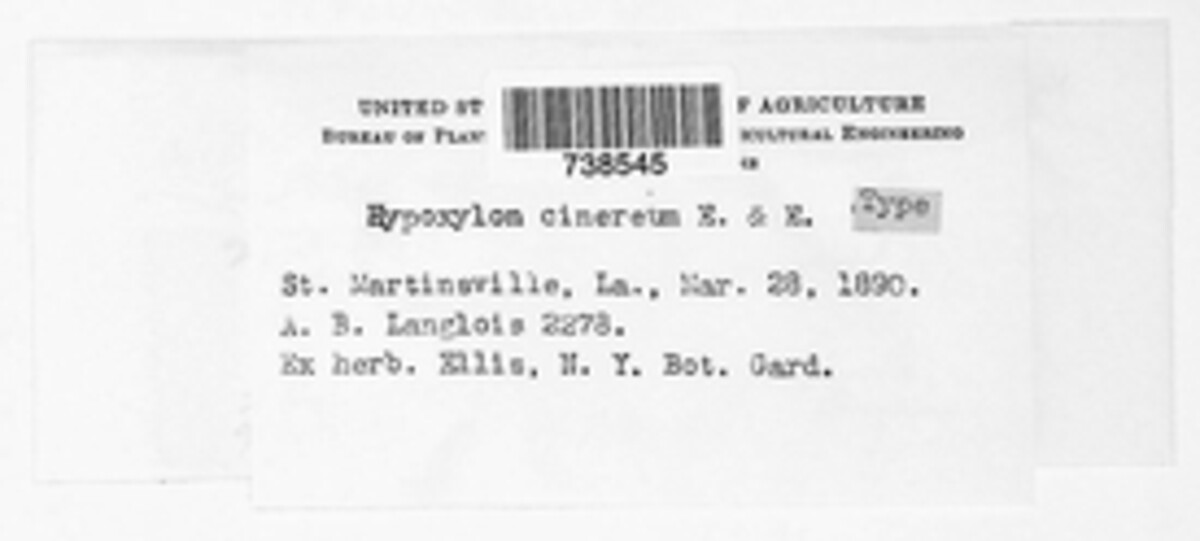 UNITED ST F AGRICULTURE
BUREAU OF PLAN ICULTURAL ENGINEERING
738545
Hypoxylon cinereum E. & E. Type
St. Martinsville, La., Mar. 28, 1890.
A. B. Langlois 2278.
Ex herb. Ellis, N. Y. Bot. Gard.